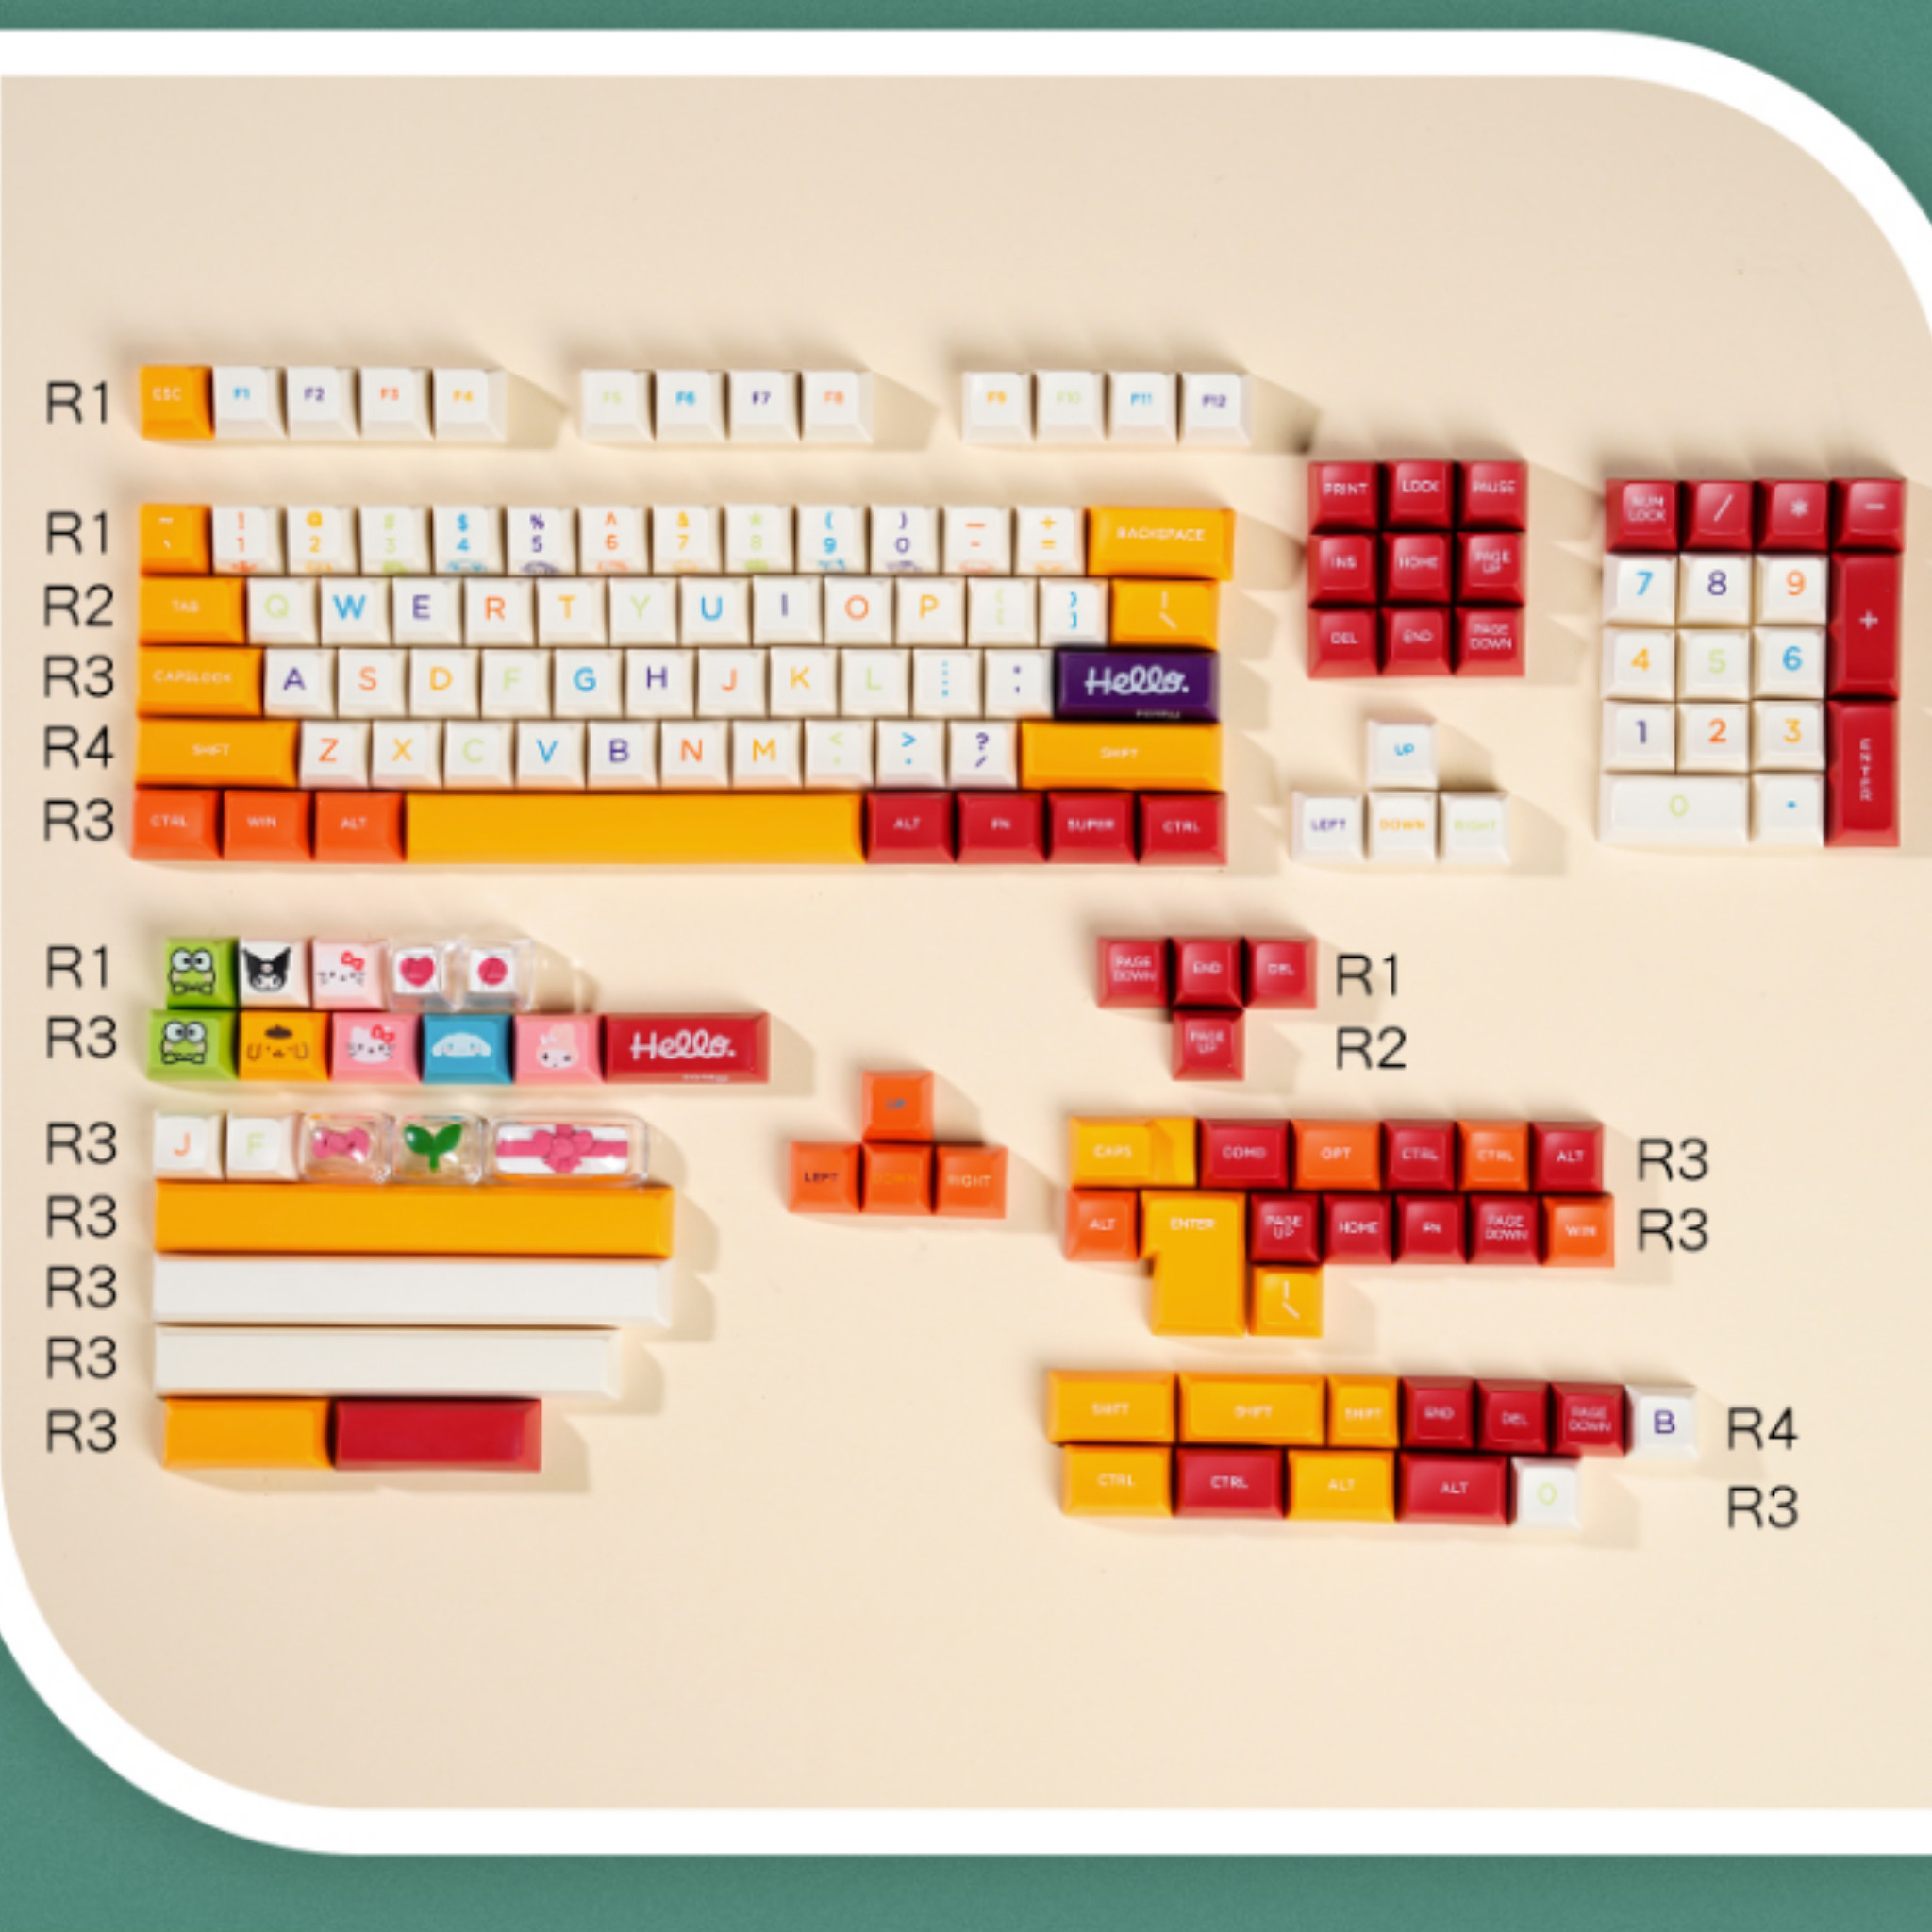 R1 ESC F1 F2 F3 F4 F5 F6 F7 F8 F9 F10 F11 F12
PRINT LOCK PAUSE
NUM LOCK / * -
R1 ~ ` ! 1 @ 2 # 3 $ 4 % 5 ^ 6 & 7 * 8 ( 9 ) 0 — - + = BACKSPACE
INS HOME PAGE UP
7 8 9 +
R2 TAB Q W E R T Y U I O P { [ } ] | \
DEL END PAGE DOWN
4 5 6
R3 CAPSLOCK A S D F G H J K L : ; " ' Hello.
R4 SHIFT Z X C V B N M < , > . ? / SHIFT
UP
1 2 3 ENTR
R3 CTRL WIN ALT ALT FN SUPER CTRL
LEFT DOWN RIGHT
0 .
R1
PAGE DOWN END DEL R1
R3 Hello.
PAGE UP R2
R3 J F
UP
LEFT DOWN RIGHT
CAPS COMD OPT CTRL CTRL ALT R3
R3
ALT ENTER PAGE UP HOME FN PAGE DOWN WIN R3
R3
| \
R3
R3
SHIFT SHIFT SHIFT END DEL PAGE DOWN B R4
CTRL CTRL ALT ALT O R3